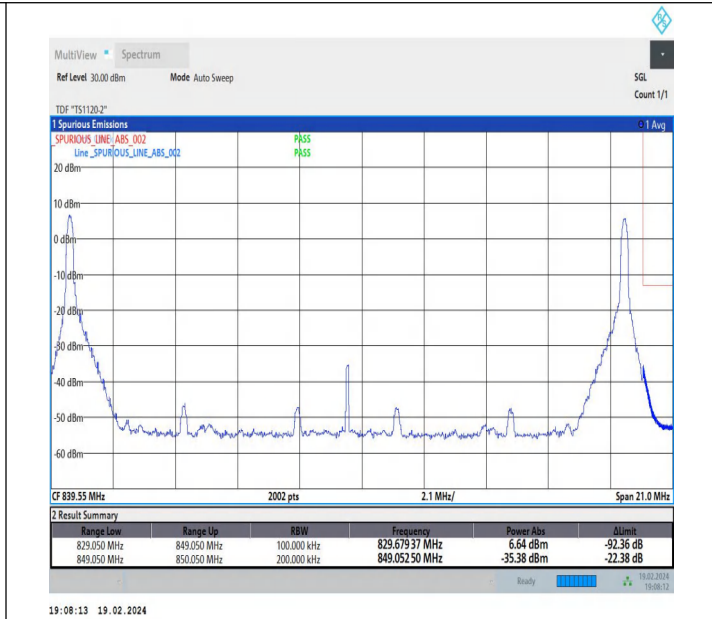 MultiView Spectrum
Ref Level 30.00 dBm Mode Auto Sweep SGL
Count 1/1
TDF "TS1120-2"
1 Spurious Emissions 1 Avg
_SPURIOUS_LINE_ABS_002 PASS
Line _SPURIOUS_LINE_ABS_002 PASS
20 dBm
10 dBm
0 dBm
-10 dBm
-20 dBm
-30 dBm
-40 dBm
-50 dBm
-60 dBm
CF 839.55 MHz 2002 pts 2.1 MHz/ Span 21.0 MHz
2 Result Summary
Range Low Range Up RBW Frequency Power Abs ΔLimit
829.050 MHz 849.050 MHz 100.000 kHz 829.679 37 MHz 6.64 dBm -92.36 dB
849.050 MHz 850.050 MHz 200.000 kHz 849.052 50 MHz -35.38 dBm -22.38 dB
Ready 19.02.2024
19:08:12
19:08:13 19.02.2024